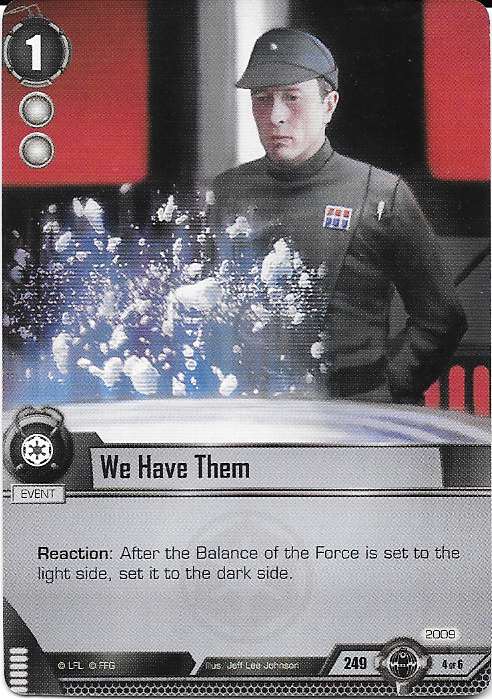 1
We Have Them
EVENT
Reaction: After the Balance of the Force is set to the
light side, set it to the dark side.
2009
© LFL © FFG
Illus. Jeff Lee Johnson
249
4 of 6